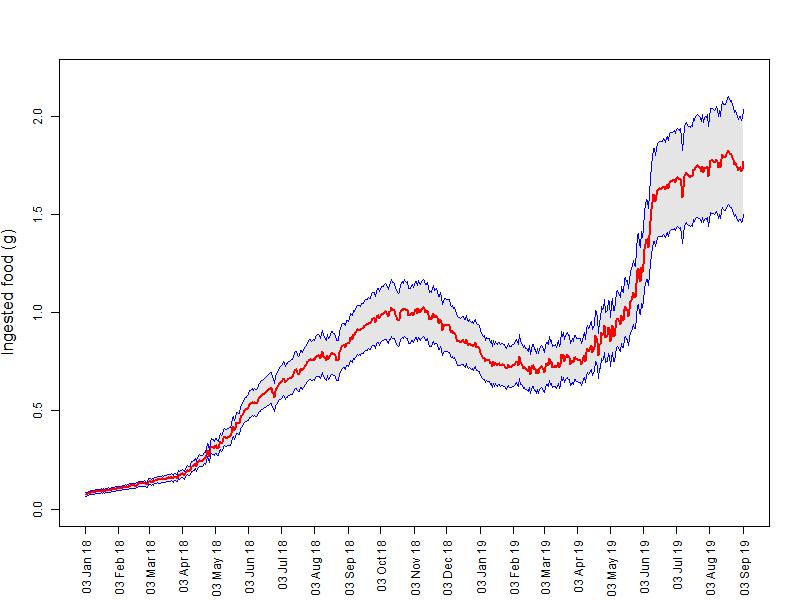 Ingested food (g)
2.0
1.5
1.0
0.5
0.0
03 Jan 18
03 Feb 18
03 Mar 18
03 Apr 18
03 May 18
03 Jun 18
03 Jul 18
03 Aug 18
03 Sep 18
03 Oct 18
03 Nov 18
03 Dec 18
03 Jan 19
03 Feb 19
03 Mar 19
03 Apr 19
03 May 19
03 Jun 19
03 Jul 19
03 Aug 19
03 Sep 19